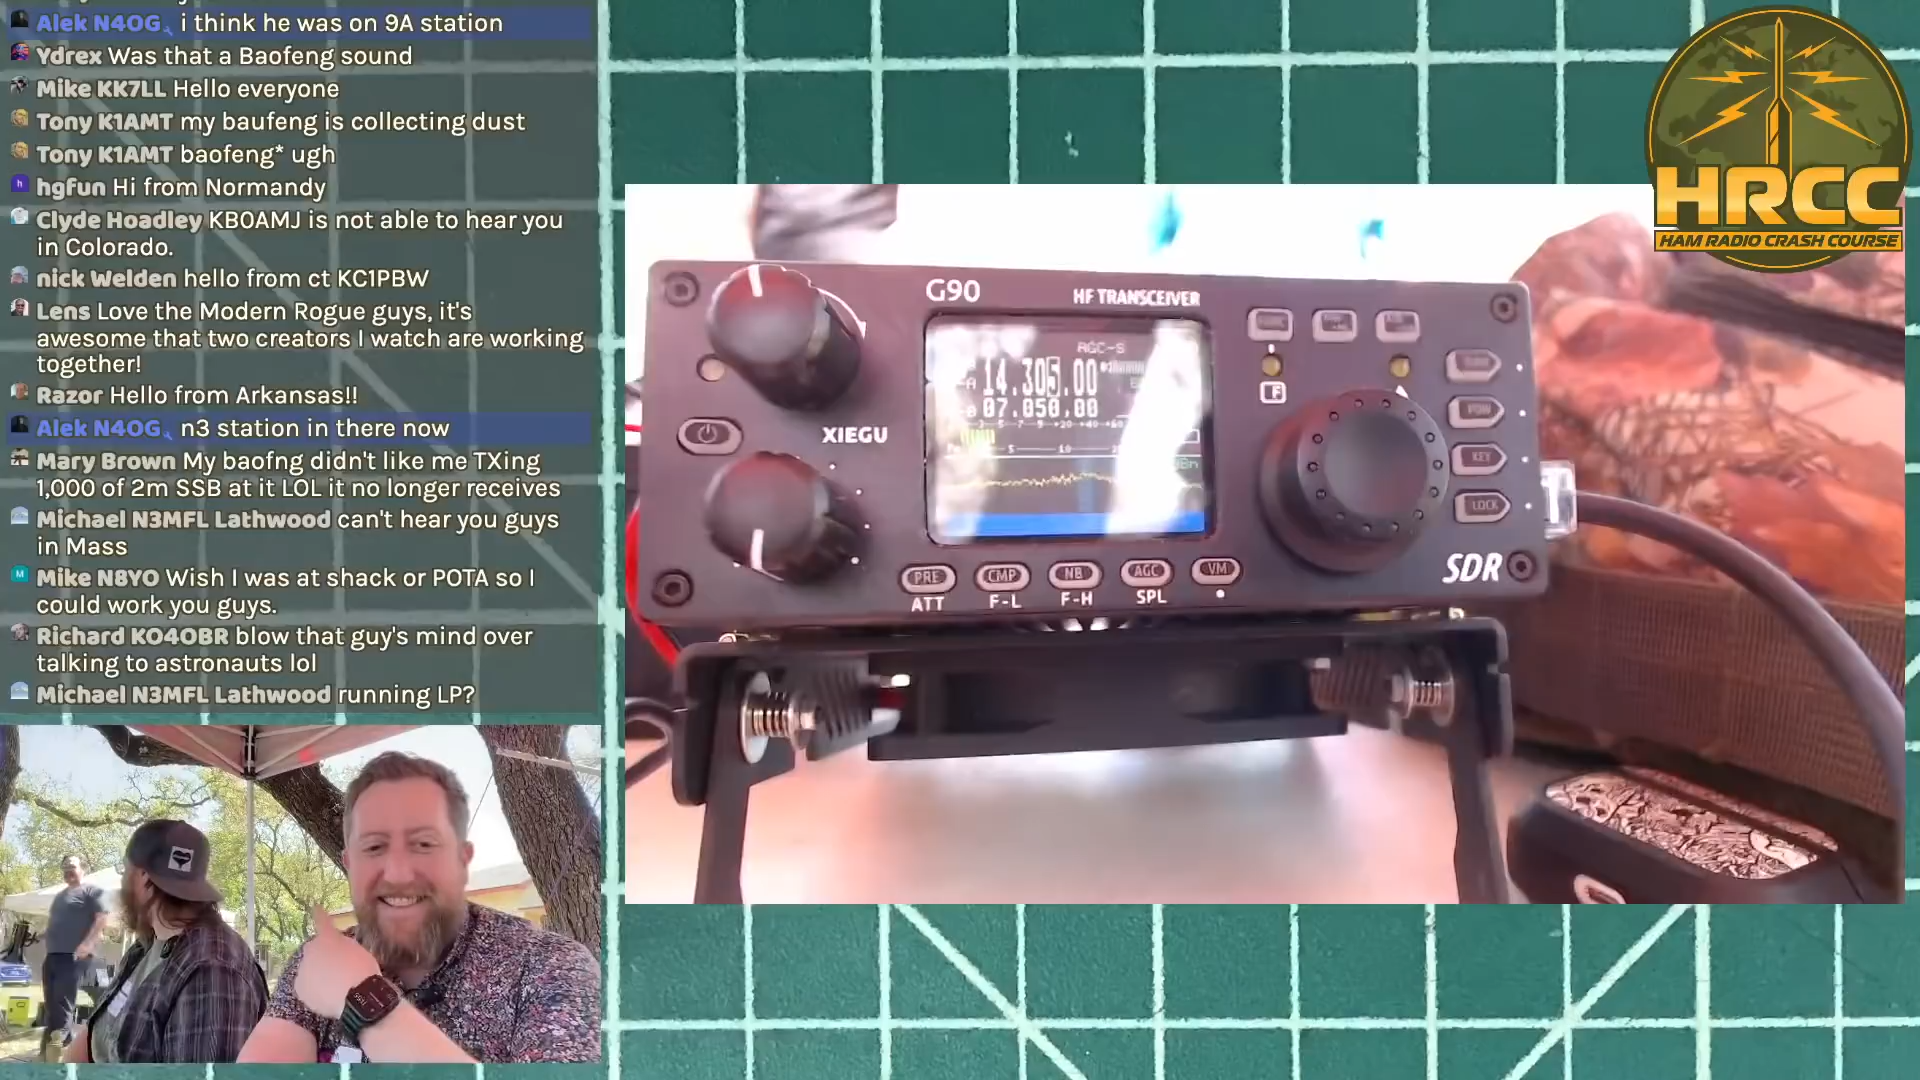 Alek N4OG i think he was on 9A station
Ydrex Was that a Baofeng sound
Mike KK7LL Hello everyone
Tony K1AMT my baufeng is collecting dust
Tony K1AMT baofeng* ugh
h
hgfun Hi from Normandy
Clyde Hoadley KB0AMJ is not able to hear you
in Colorado.
nick Welden hello from ct KC1PBW
Lens Love the Modern Rogue guys, it's
awesome that two creators I watch are working
together!
Razor Hello from Arkansas!!
Alek N4OG n3 station in there now
Mary Brown My baofng didn't like me TXing
1,000 of 2m SSB at it LOL it no longer receives
Michael N3MFL Lathwood can't hear you guys
in Mass
M
Mike N8YO Wish I was at shack or POTA so I
could work you guys.
Richard KO4OBR blow that guy's mind over
talking to astronauts lol
Michael N3MFL Lathwood running LP?
HRCC
HAM RADIO CRASH COURSE
G90
HF TRANSCEIVER
AGC-S
14.305.00
07.050.00
XIEGU
F
KEY
LOCK
SDR
PRE
CMP
NB
AGC
VM
ATT
F-L
F-H
SPL